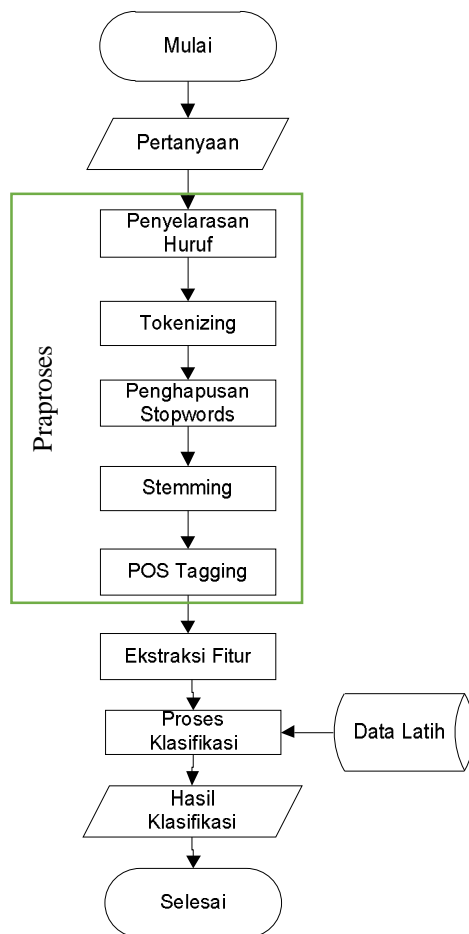 Mulai
Pertanyaan
Praproses
Penyelarasan
Huruf
Tokenizing
Penghapusan
Stopwords
Stemming
POS Tagging
Ekstraksi Fitur
Proses
Klasifikasi
Data Latih
Hasil
Klasifikasi
Selesai